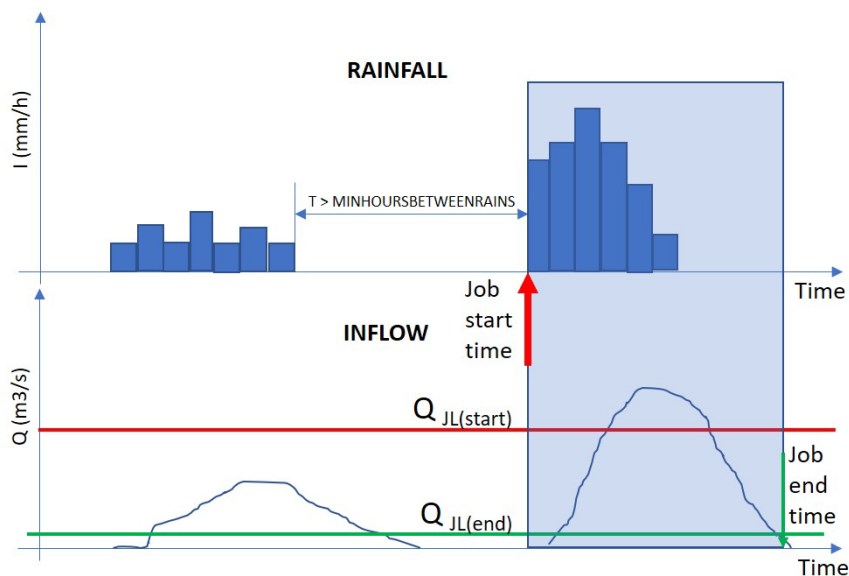 RAINFALL
I (mm/h)
T > MINHOURSBETWEENRAINS
Time
Job
start
time
INFLOW
Q (m3/s)
Q JL(start)
Job
end
time
Q JL(end)
Time